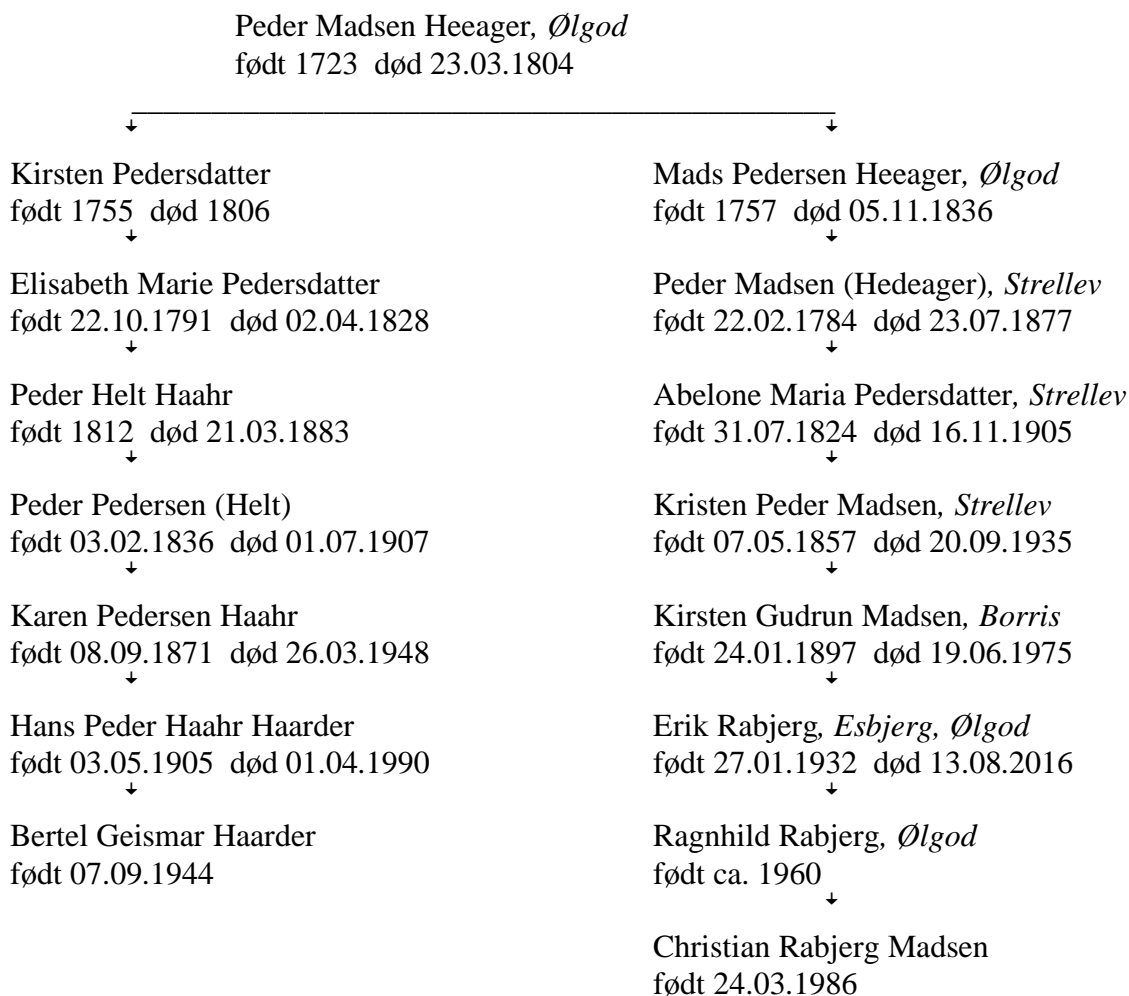 Peder Madsen Heeager, Ølgod
født 1723 død 23.03.1804
Kirsten Pedersdatter
født 1755 død 1806
Elisabeth Marie Pedersdatter
født 22.10.1791 død 02.04.1828
Peder Helt Haahr
født 1812 død 21.03.1883
Peder Pedersen (Helt)
født 03.02.1836 død 01.07.1907
Karen Pedersen Haahr
født 08.09.1871 død 26.03.1948
Hans Peder Haahr Haarder
født 03.05.1905 død 01.04.1990
Bertel Geismar Haarder
født 07.09.1944
Mads Pedersen Heeager, Ølgod
født 1757 død 05.11.1836
Peder Madsen (Hedeager), Strellev
født 22.02.1784 død 23.07.1877
Abelone Maria Pedersdatter, Strellev
født 31.07.1824 død 16.11.1905
Kristen Peder Madsen, Strellev
født 07.05.1857 død 20.09.1935
Kirsten Gudrun Madsen, Borris
født 24.01.1897 død 19.06.1975
Erik Rabjerg, Esbjerg, Ølgod
født 27.01.1932 død 13.08.2016
Ragnhild Rabjerg, Ølgod
født ca. 1960
Christian Rabjerg Madsen
født 24.03.1986